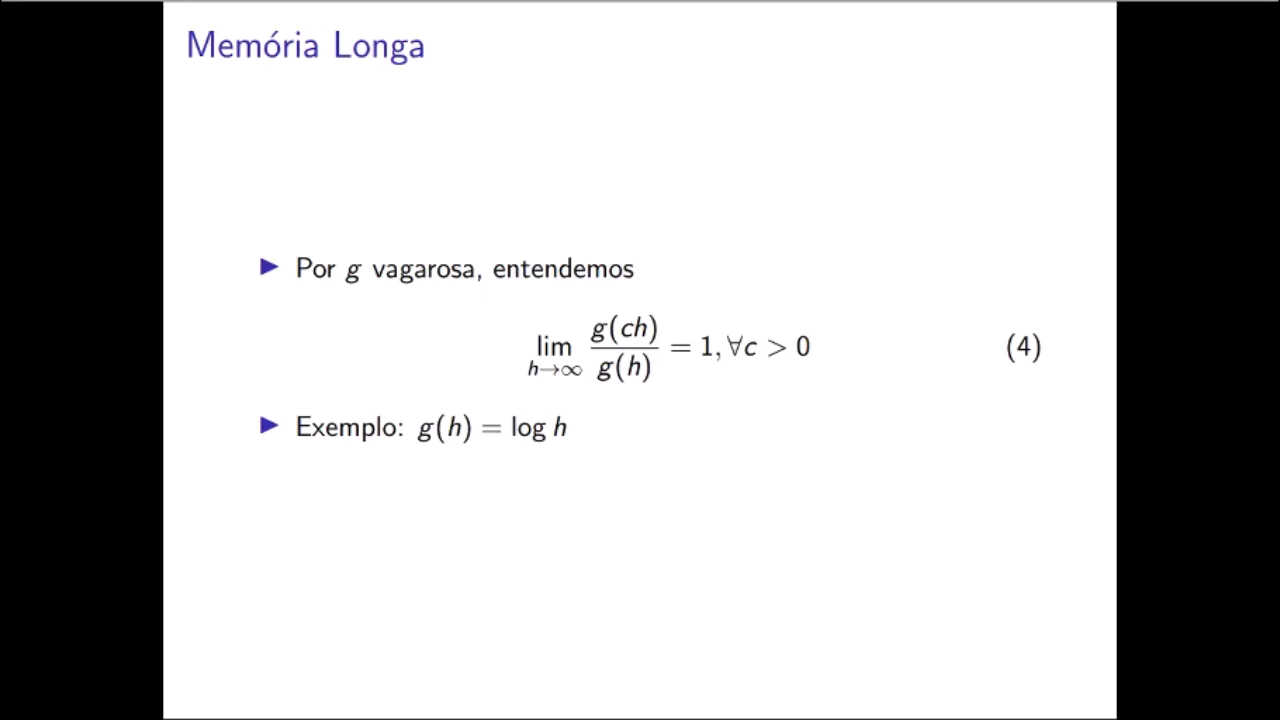 Memória Longa
▶ Por g vagarosa, entendemos
lim_{h→∞} g(ch)/g(h) = 1, ∀c > 0 (4)
▶ Exemplo: g(h) = log h